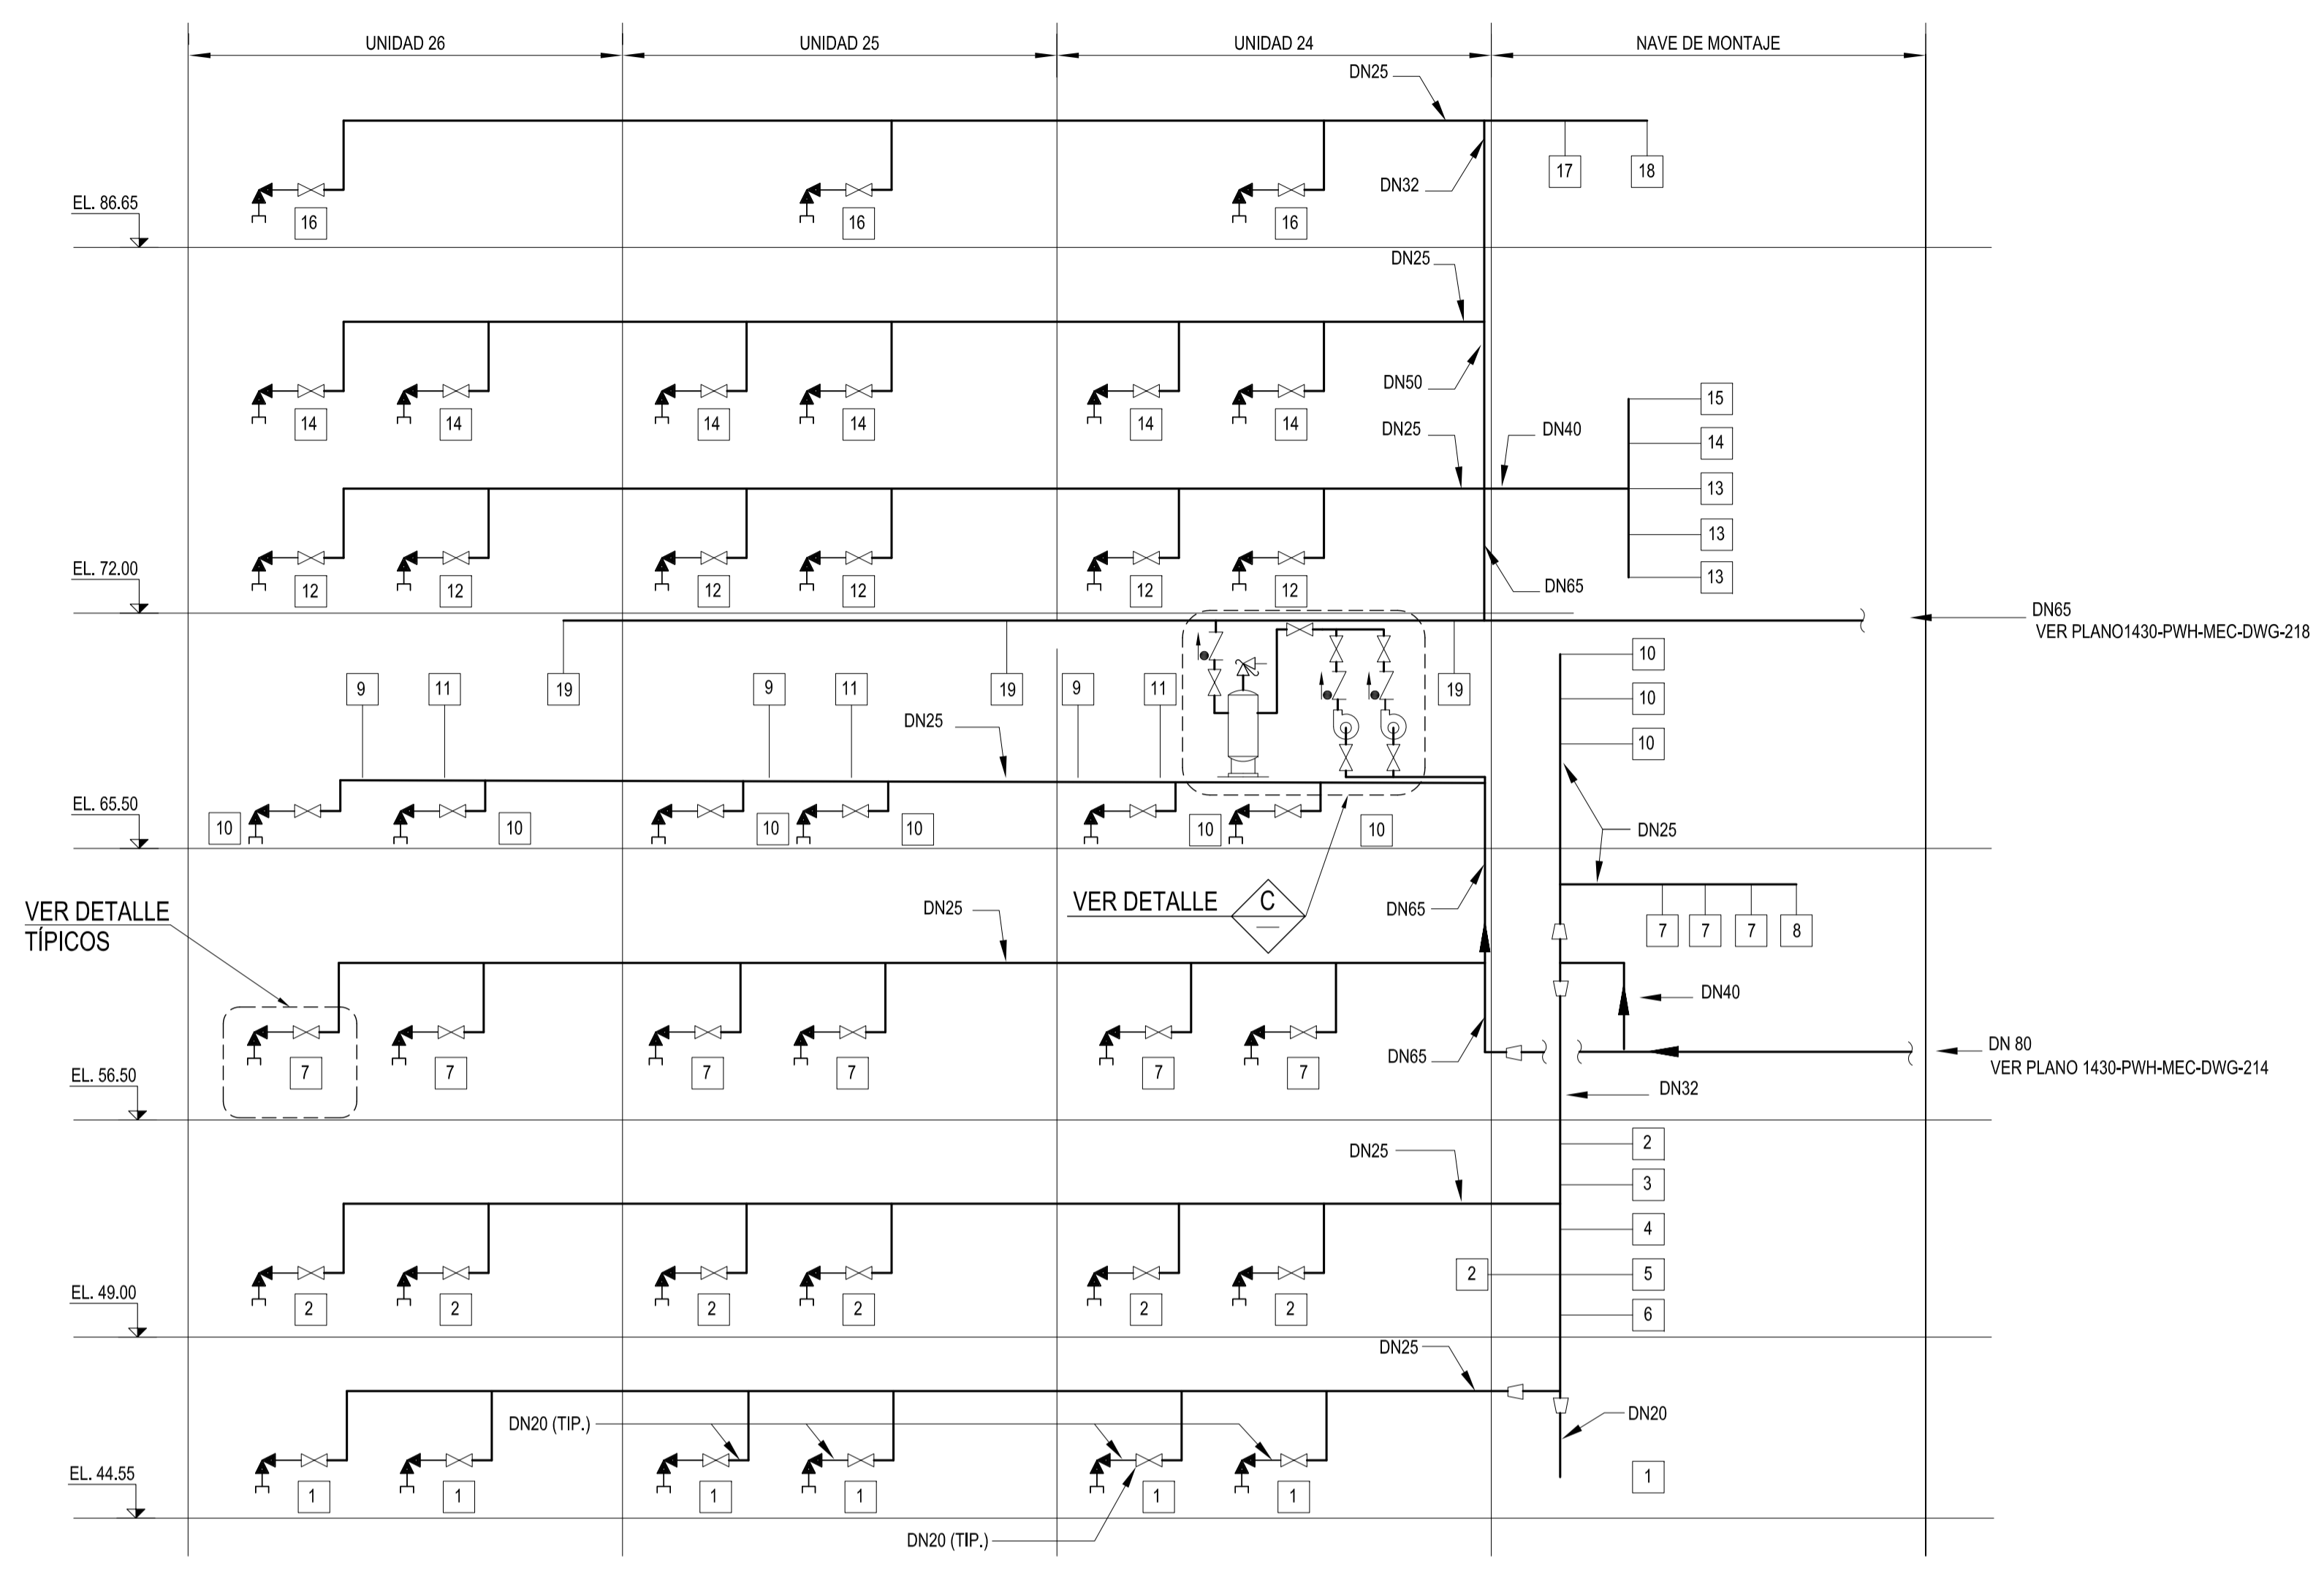 UNIDAD 26
UNIDAD 25
UNIDAD 24
NAVE DE MONTAJE
DN25
17
18
DN32
EL. 86.65
16
16
16
DN25
DN50
15
14
14
14
14
14
14
DN25
DN40
14
13
13
13
EL. 72.00
12
12
12
12
12
12
DN65
DN65
VER PLANO1430-PWH-MEC-DWG-218
10
10
10
9
11
19
9
11
19
9
11
19
DN25
EL. 65.50
10
10
10
10
10
10
DN25
VER DETALLE
TÍPICOS
DN25
VER DETALLE
C
DN65
7
7
7
8
DN40
DN65
DN 80
VER PLANO 1430-PWH-MEC-DWG-214
EL. 56.50
7
7
7
7
7
7
DN32
DN25
2
3
4
2
5
6
EL. 49.00
2
2
2
2
2
2
DN25
DN20 (TIP.)
DN20
EL. 44.55
1
1
1
1
1
1
1
DN20 (TIP.)